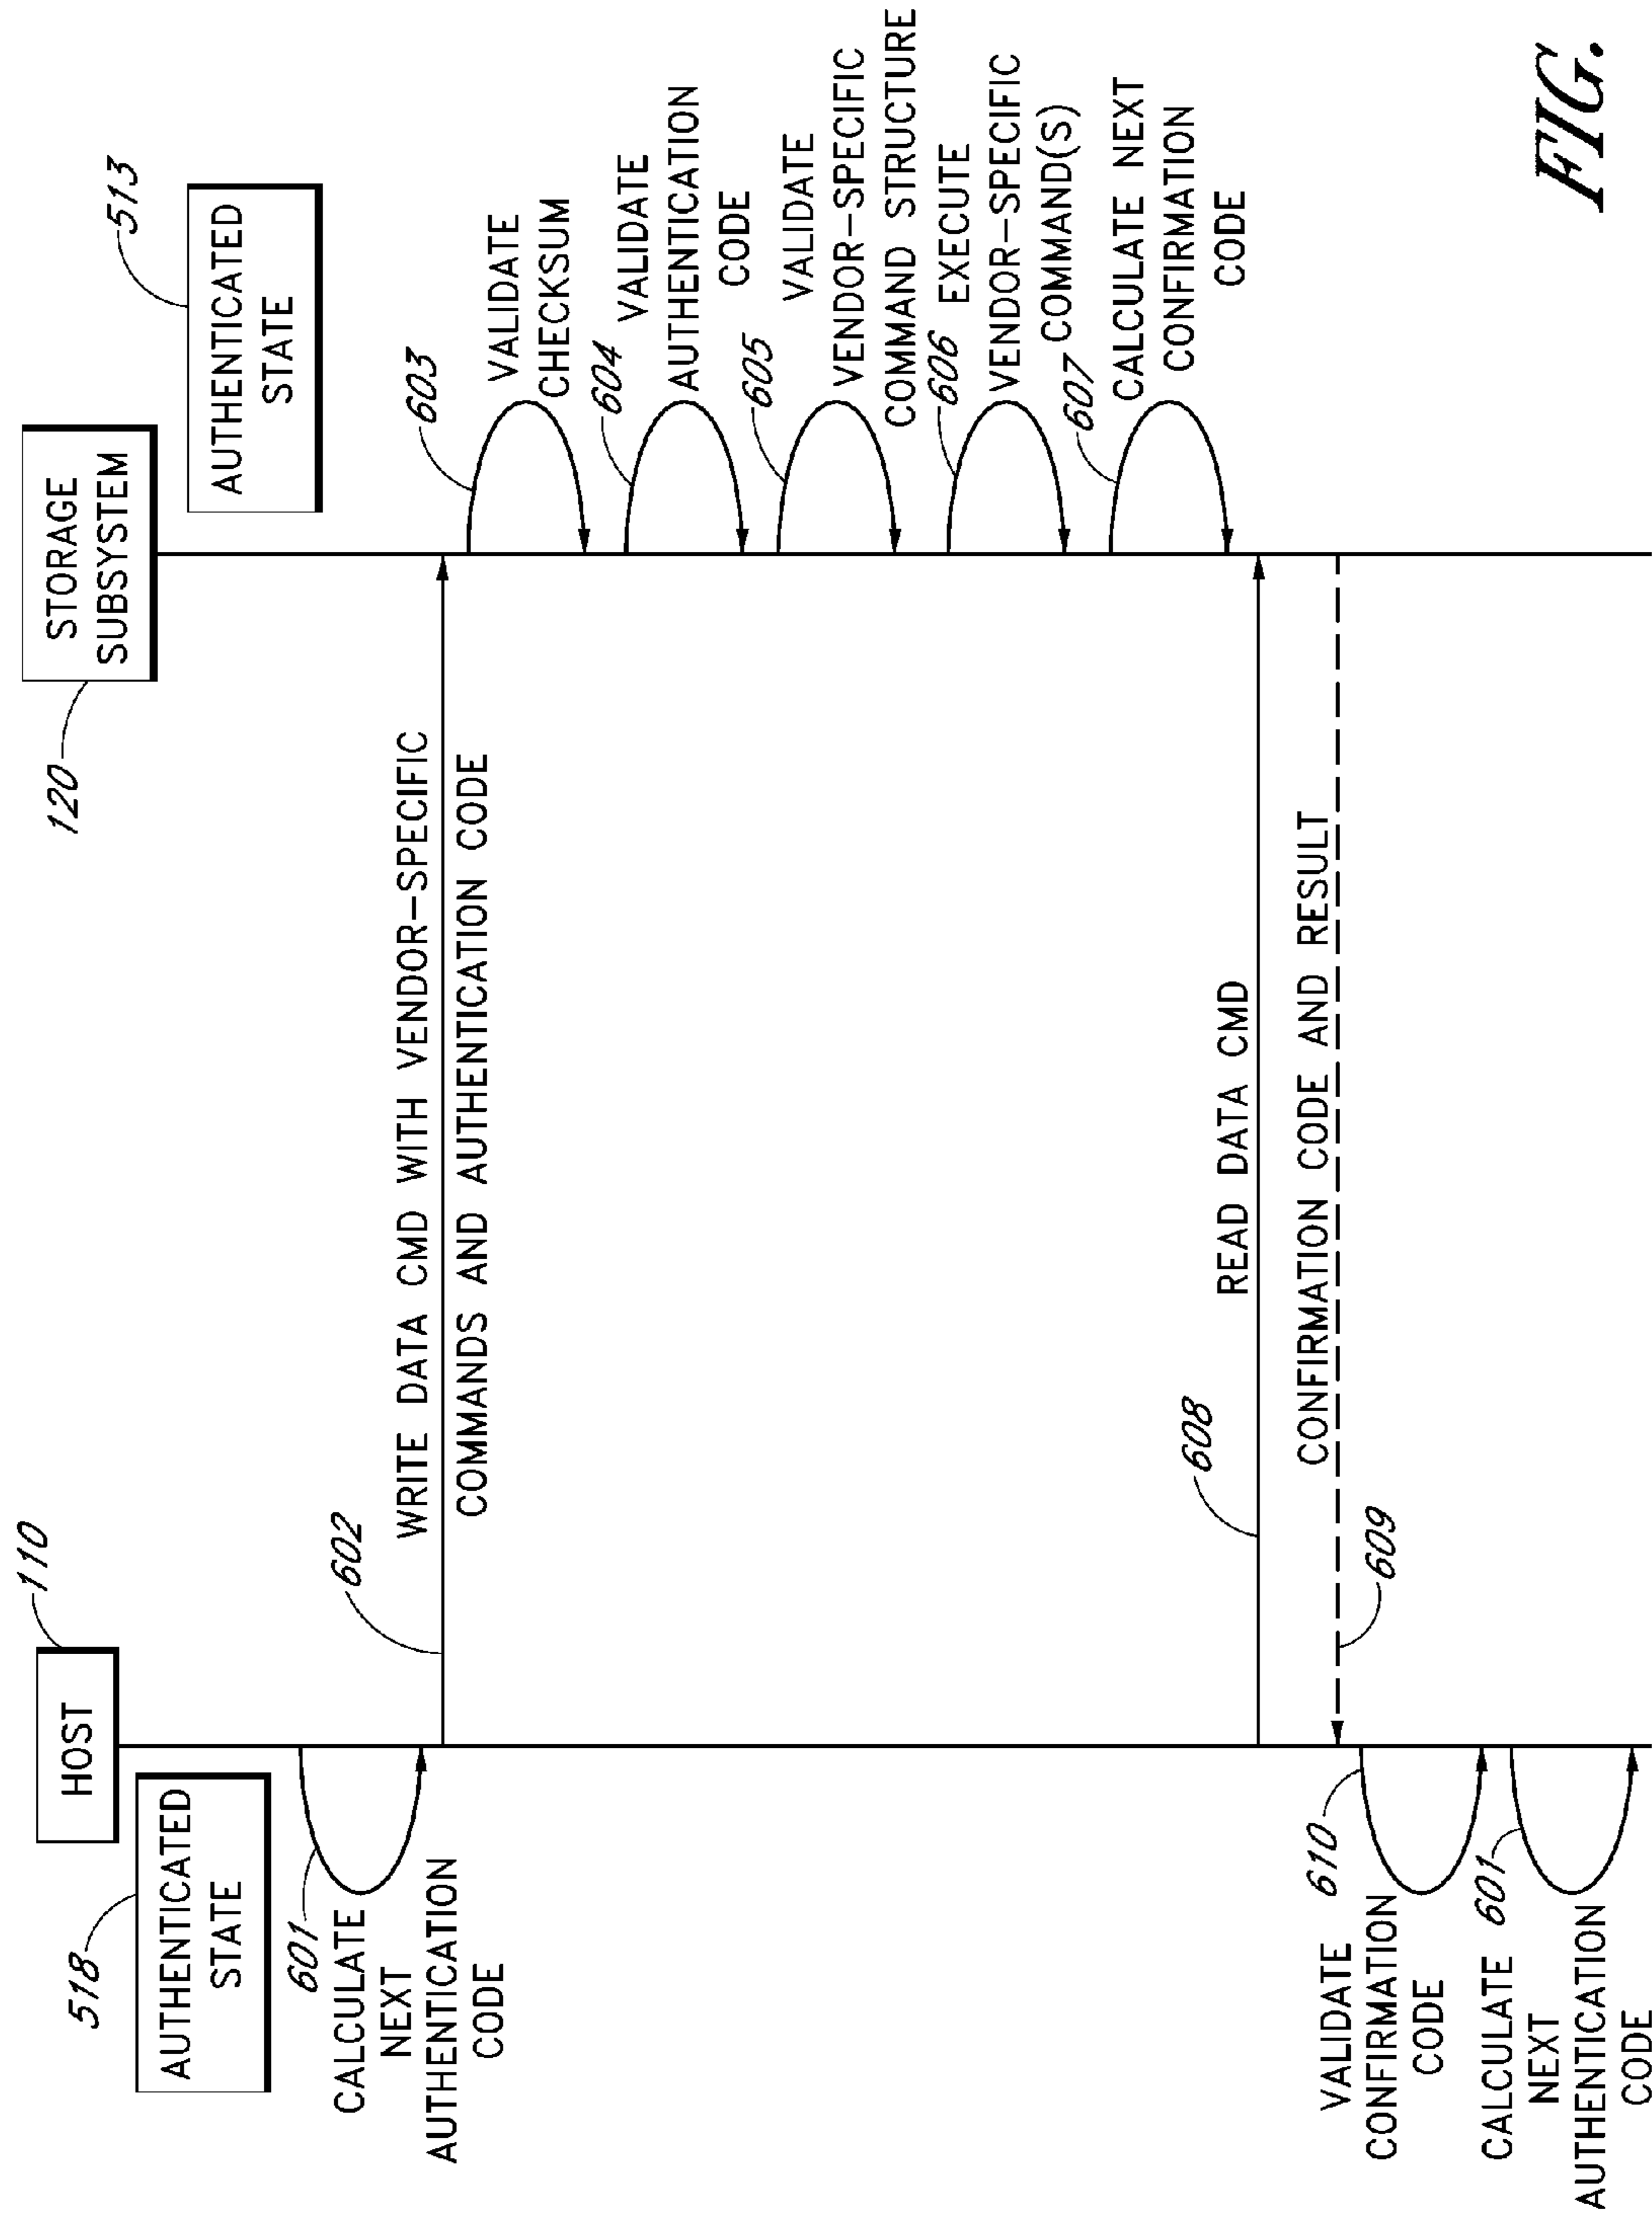 110
HOST
518
AUTHENTICATED
STATE
120
STORAGE
SUBSYSTEM
513
AUTHENTICATED
STATE
601
CALCULATE
NEXT
AUTHENTICATION
CODE
602
WRITE DATA CMD WITH VENDOR-SPECIFIC
COMMANDS AND AUTHENTICATION CODE
603
VALIDATE
CHECKSUM
604
VALIDATE
AUTHENTICATION
CODE
605
VALIDATE
VENDOR-SPECIFIC
COMMAND STRUCTURE
606
EXECUTE
VENDOR-SPECIFIC
COMMAND(S)
607
CALCULATE NEXT
CONFIRMATION
CODE
608
READ DATA CMD
CONFIRMATION CODE AND RESULT
609
610
VALIDATE
CONFIRMATION
CODE
601
CALCULATE
NEXT
AUTHENTICATION
CODE
FIG.